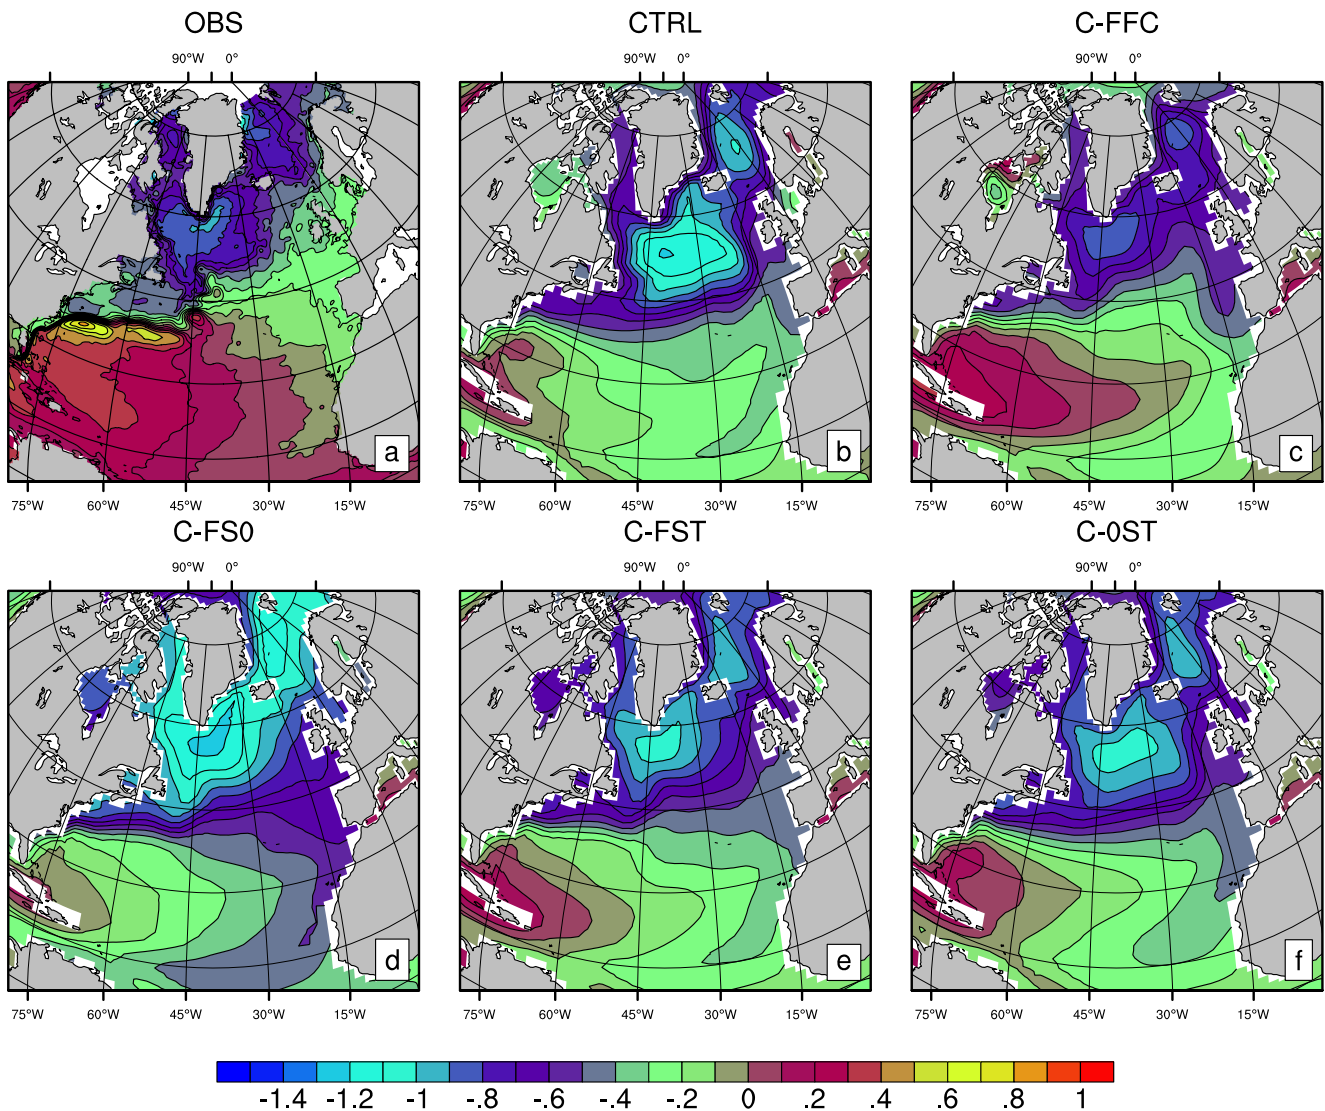 OBS CTRL C-FFC
90°W 0° 90°W 0° 90°W 0°
a b c
75°W 60°W 45°W 30°W 15°W 75°W 60°W 45°W 30°W 15°W 75°W 60°W 45°W 30°W 15°W
C-FS0 C-FST C-0ST
90°W 0° 90°W 0° 90°W 0°
d e f
75°W 60°W 45°W 30°W 15°W 75°W 60°W 45°W 30°W 15°W 75°W 60°W 45°W 30°W 15°W
-1.4 -1.2 -1 -.8 -.6 -.4 -.2 0 .2 .4 .6 .8 1